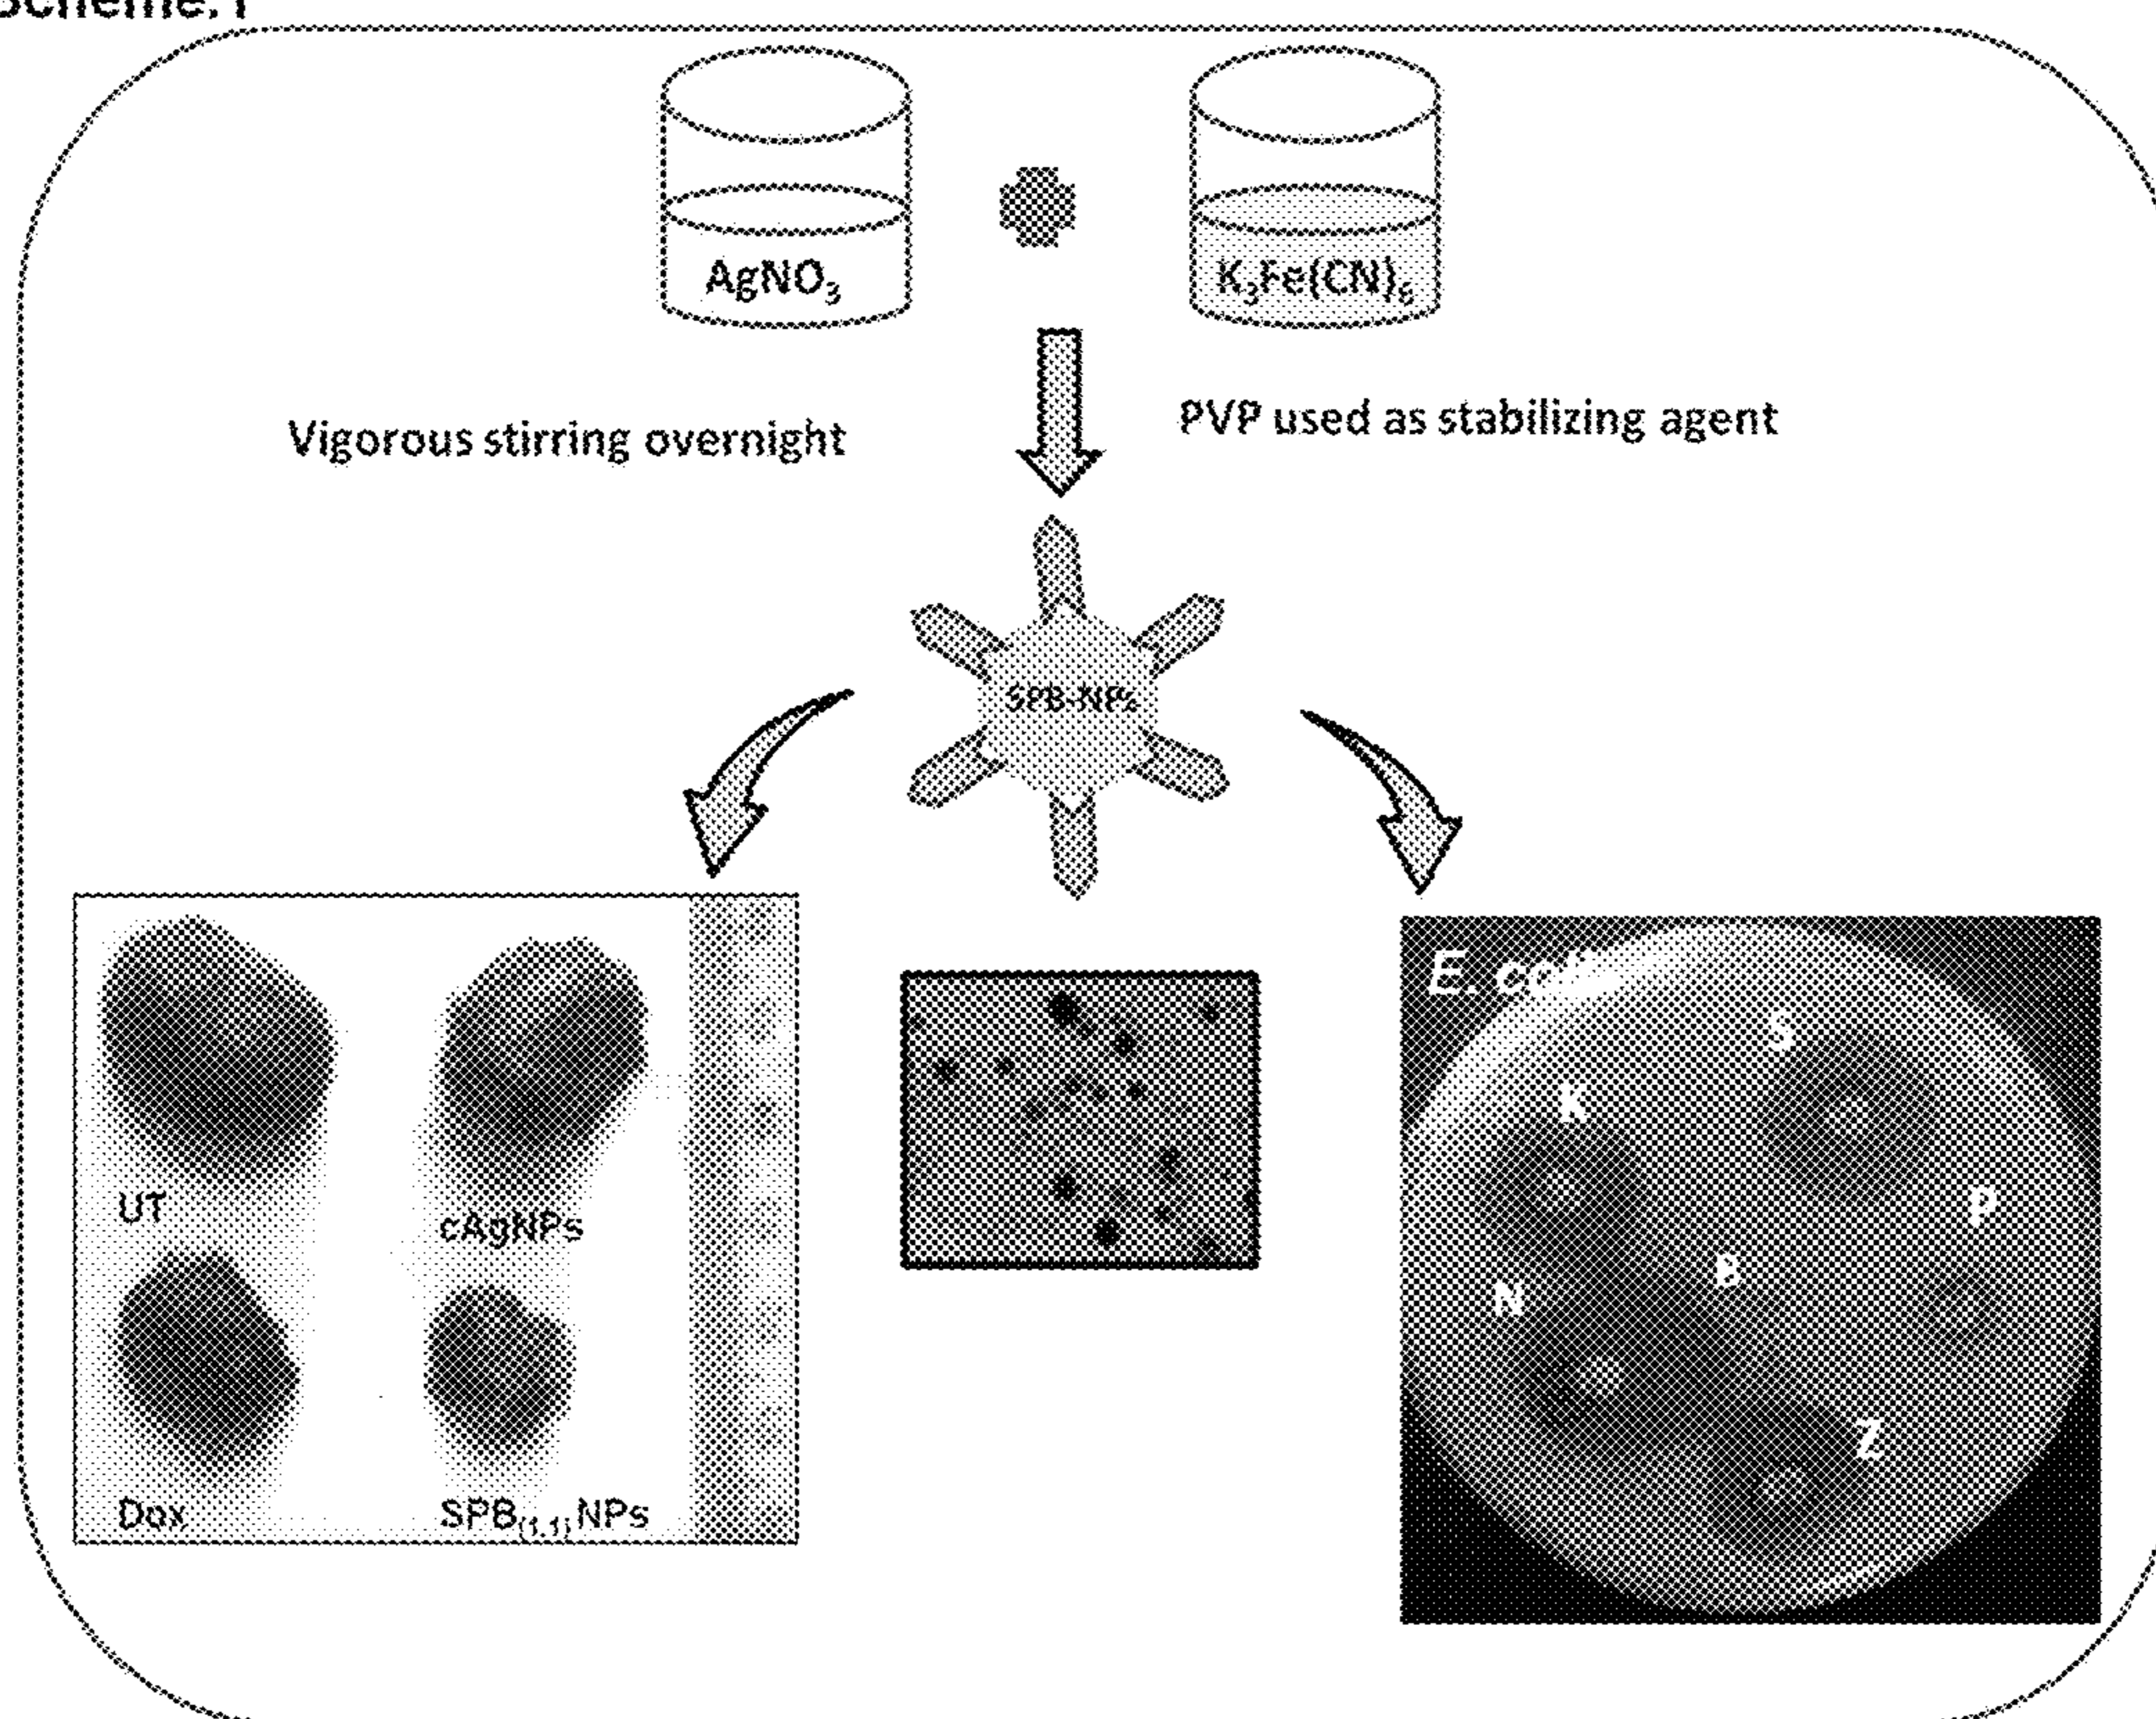 Scheme. I
AgNO3
K3Fe(CN)6
Vigorous stirring overnight
PVP used as stabilizing agent
SPB-NPs
UT
cAgNPs
Dox
SPB(1.1)NPs
E. coli
S
K
P
B
N
Z